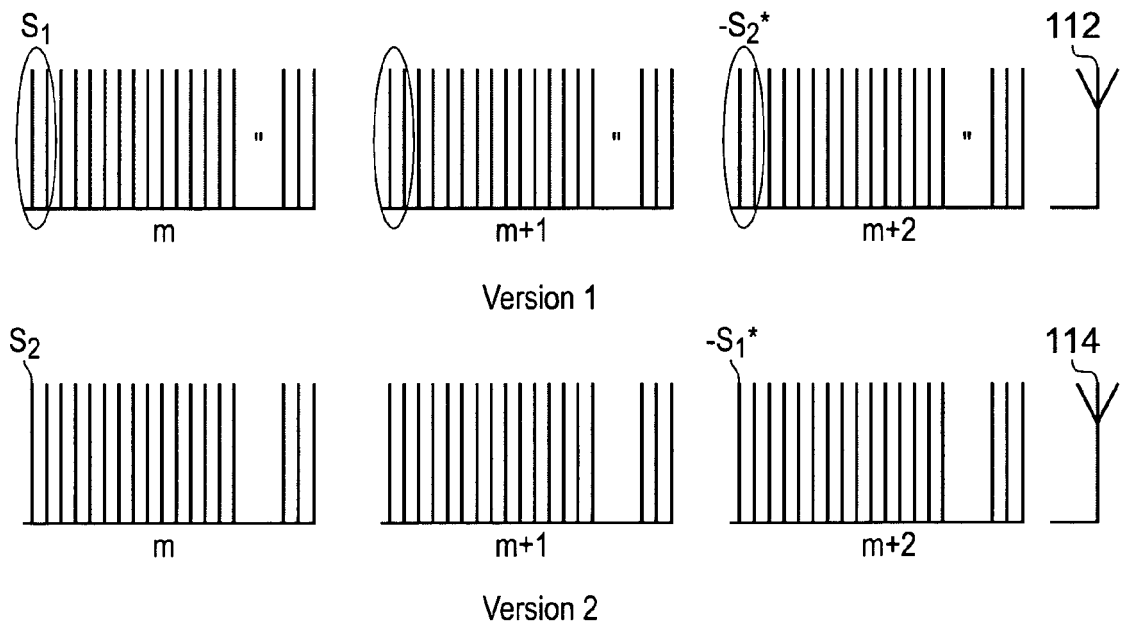 S1 -S2* 112
" " "
m m+1 m+2
Version 1
S2 -S1* 114
m m+1 m+2
Version 2